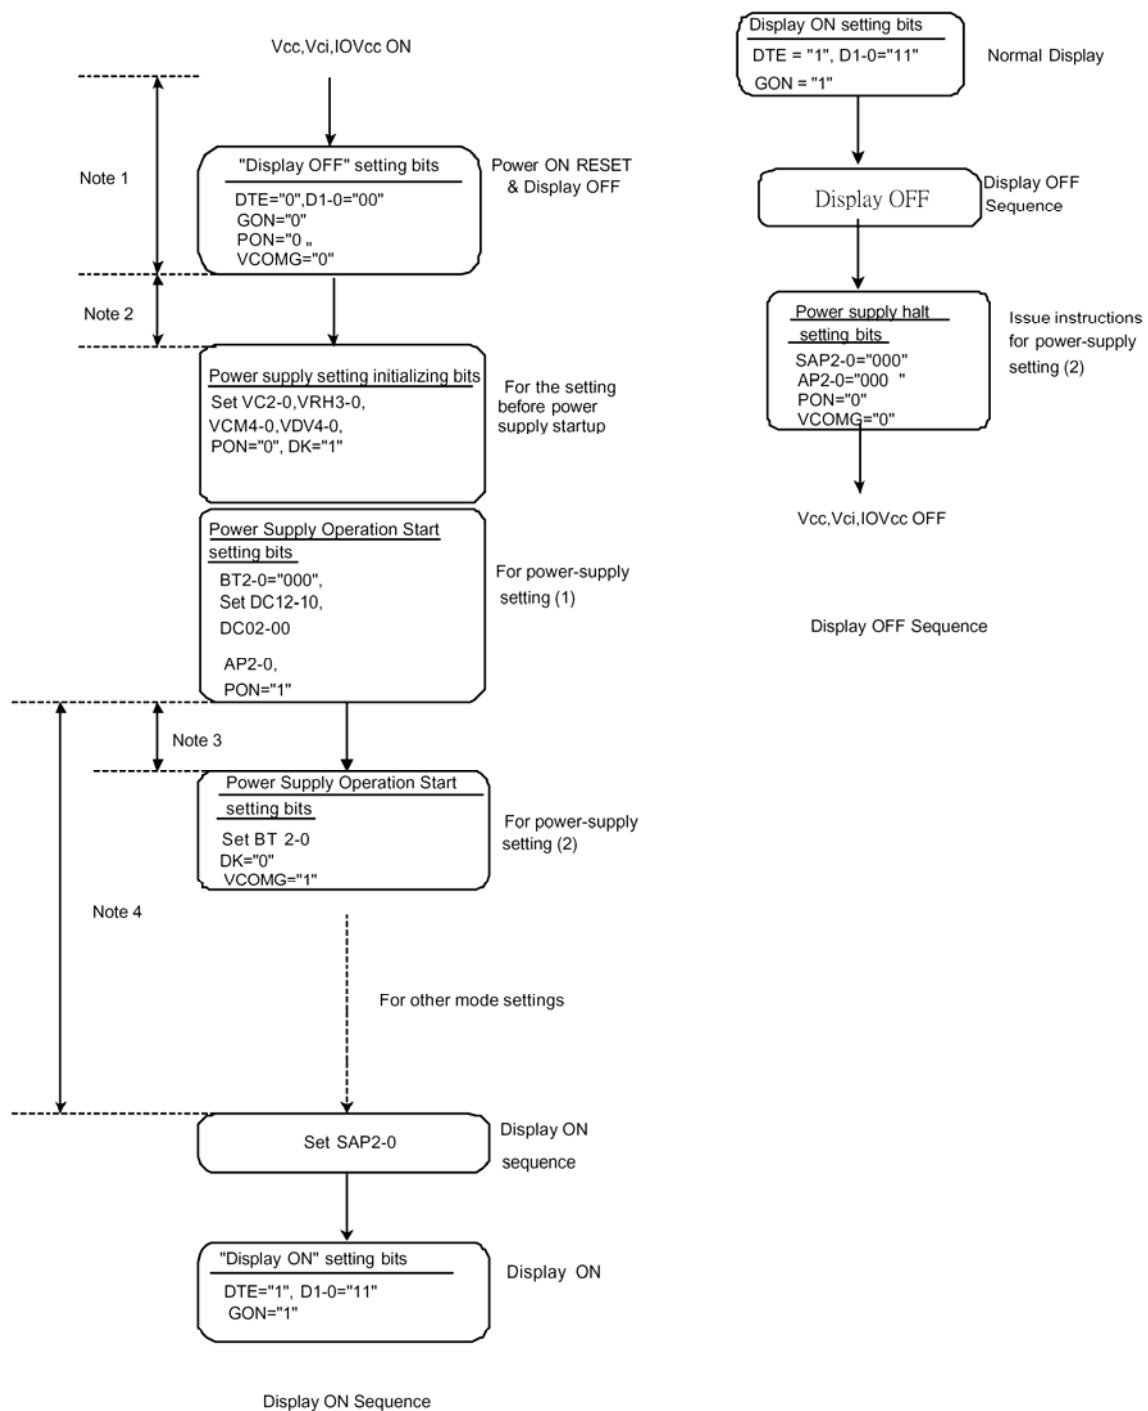 Vcc,Vci,IOVcc ON
Note 1
"Display OFF" setting bits
DTE="0",D1-0="00"
GON="0"
PON="0 „
VCOMG="0"
Power ON RESET
& Display OFF
Note 2
Power supply setting initializing bits
Set VC2-0,VRH3-0,
VCM4-0,VDV4-0,
PON="0", DK="1"
For the setting
before power
supply startup
Power Supply Operation Start
setting bits
BT2-0="000",
Set DC12-10,
DC02-00
AP2-0,
PON="1"
For power-supply
setting (1)
Note 3
Power Supply Operation Start
setting bits
Set BT 2-0
DK="0"
VCOMG="1"
For power-supply
setting (2)
Note 4
For other mode settings
Set SAP2-0
Display ON
sequence
"Display ON" setting bits
DTE="1", D1-0="11"
GON="1"
Display ON
Display ON Sequence
Display ON setting bits
DTE = "1", D1-0="11"
GON = "1"
Normal Display
Display OFF
Display OFF
Sequence
Power supply halt
setting bits
SAP2-0="000"
AP2-0="000 "
PON="0"
VCOMG="0"
Issue instructions
for power-supply
setting (2)
Vcc,Vci,IOVcc OFF
Display OFF Sequence